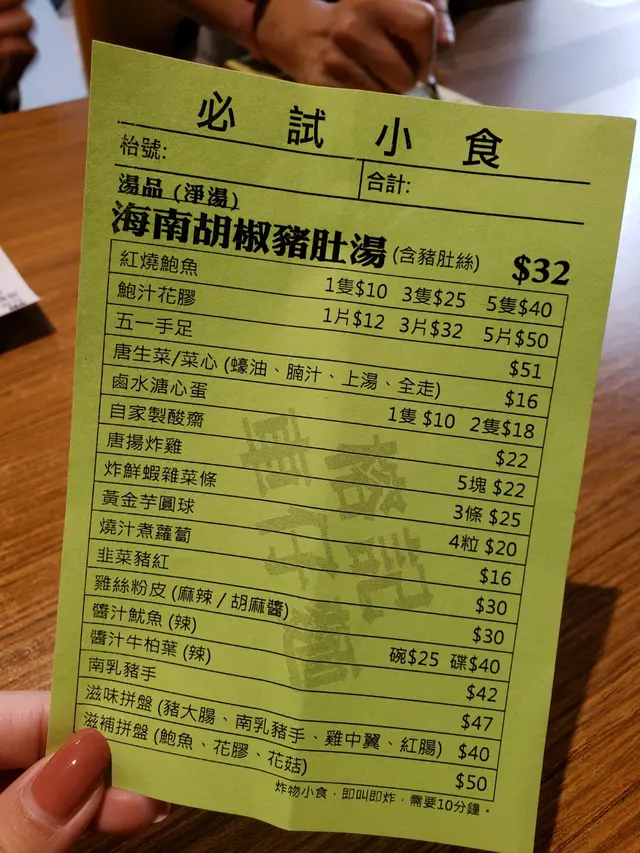 必試小食
枱號:
合計:
湯品 (淨湯)
海南胡椒豬肚湯 (含豬肚絲) $32
紅燒鮑魚 1隻$10 3隻$25 5隻$40
鮑汁花膠 1片$12 3片$32 5片$50
五一手足 $51
唐生菜/菜心 (蠔油、腩汁、上湯、全走) $16
鹵水溏心蛋 1隻 $10 2隻$18
自家製酸齋 $22
唐揚炸雞 5塊 $22
炸鮮蝦雜菜條 3條 $25
黃金芋圓球 4粒 $20
燒汁煮蘿蔔 $16
韭菜豬紅 $30
雞絲粉皮 (麻辣 / 胡麻醬) $30
醬汁魷魚 (辣) 碗$25 碟$40
醬汁牛柏葉 (辣) $42
南乳豬手 $47
滋味拼盤 (豬大腸、南乳豬手、雞中翼、紅腸) $40
滋補拼盤 (鮑魚、花膠、花菇) $50
炸物小食，即叫即炸，需要10分鐘。
記
車仔麵